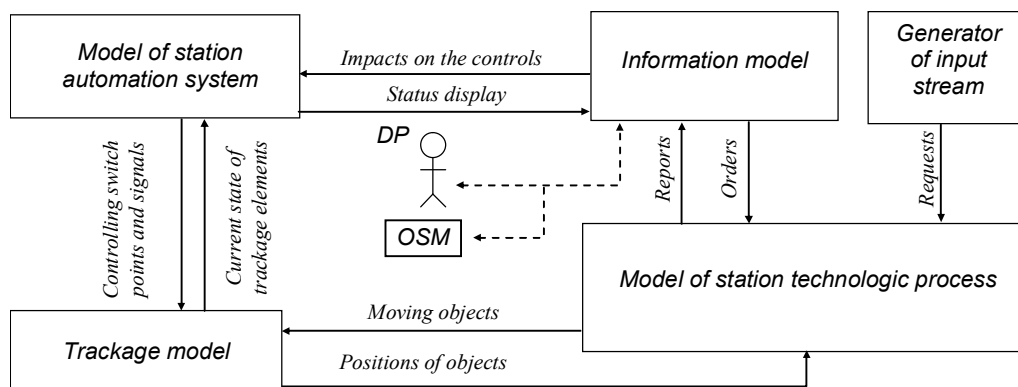 Model of station
automation system
Impacts on the controls
Status display
Information model
Generator
of input
stream
DP
OSM
Controlling switch
points and signals
Current state of
trackage elements
Reports
Orders
Requests
Model of station technologic process
Trackage model
Moving objects
Positions of objects